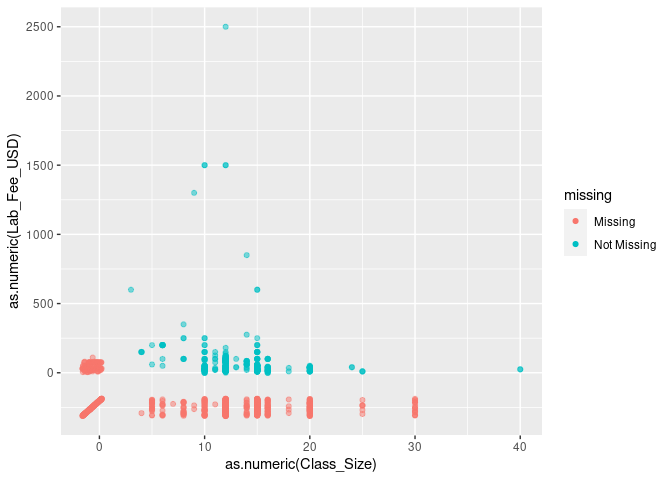 2500
2000
1500
1000
500
0
as.numeric(Lab_Fee_USD)
0 10 20 30 40
as.numeric(Class_Size)
missing
Missing
Not Missing